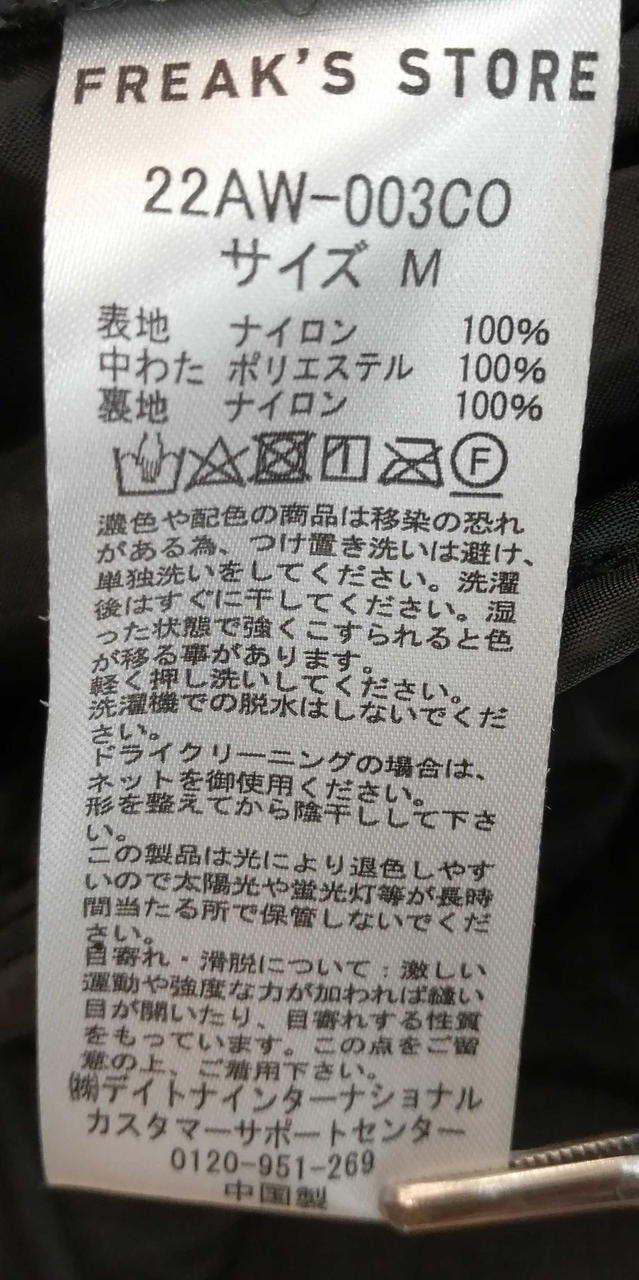 FREAK'S STORE
22AW-003CO
サイズ M
表地 ナイロン 100%
中わた ポリエステル 100%
裏地 ナイロン 100%
F
濃色や配色の商品は移染の恐れ
がある為、つけ置き洗いは避け、
単独洗いをしてください。洗濯
後はすぐに干してください。湿
った状態で強くこすられると色
が移る事があります。
軽く押し洗いしてください。
洗濯機での脱水はしないでくだ
さい。
ドライクリーニングの場合は、
ネットを御使用ください。
形を整えてから陰干しして下さ
い。
この製品は光により退色しやす
いので太陽光や蛍光灯等が長時
間当たる所で保管しないでくだ
さい。
目寄れ・滑脱について：激しい
運動や強度な力が加われば縫い
目が開いたり、目寄れする性質
をもっています。この点をご留
意の上、ご着用下さい。
㈱デイトナインターナショナル
カスタマーサポートセンター
0120-951-269
中国製